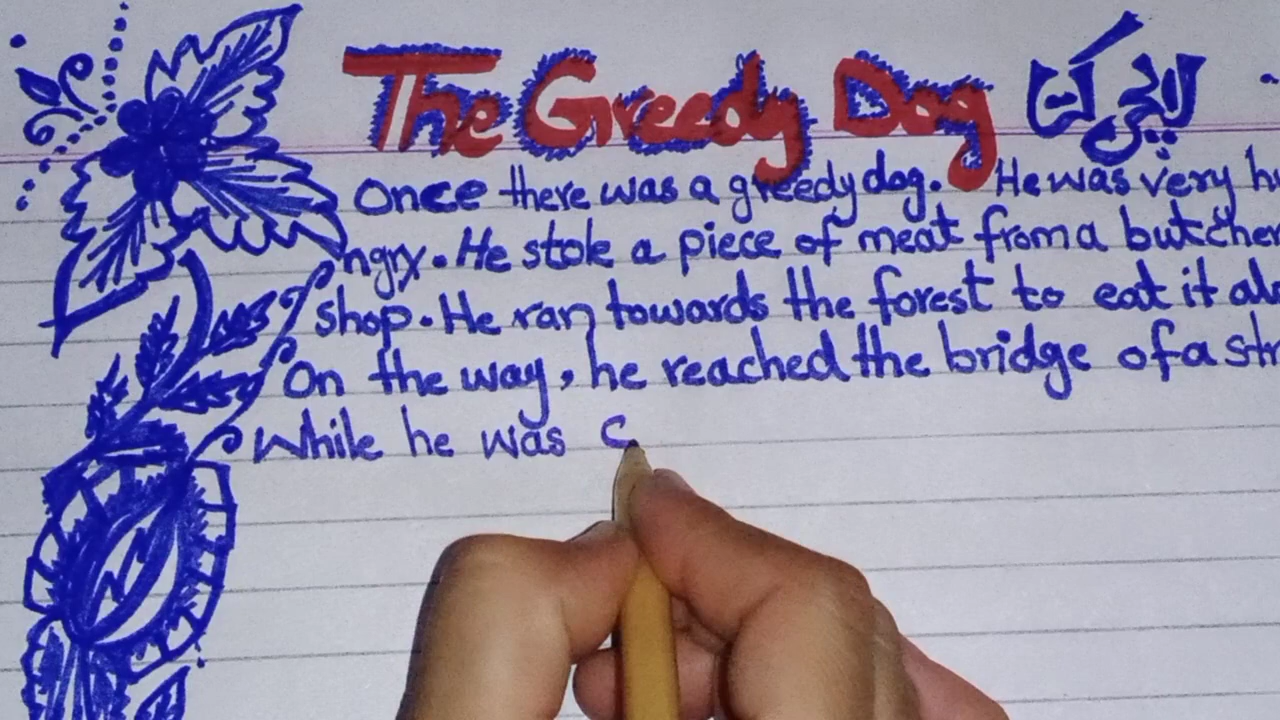 The Greedy Dog لالچی کتا
Once there was a greedy dog. He was very hu
ngry. He stole a piece of meat from a butcher
shop. He ran towards the forest to eat it al
On the way, he reached the bridge of a str
While he was c